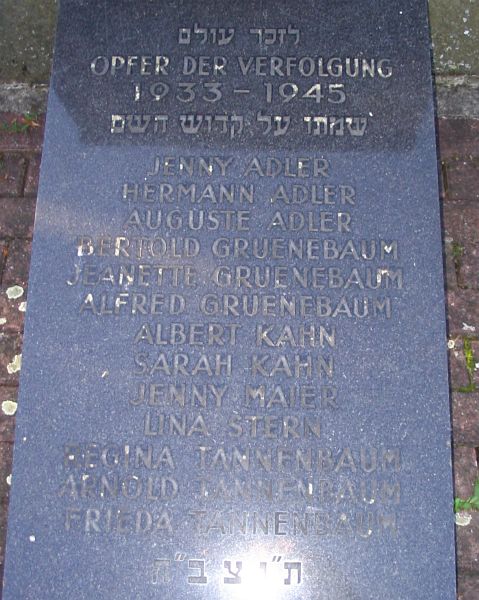 לזכר עולם
OPFER DER VERFOLGUNG
1933 - 1945
שמתו על קדוש השם
JENNY ADLER
HERMANN ADLER
AUGUSTE ADLER
BERTOLD GRUENEBAUM
JEANETTE GRUENEBAUM
ALFRED GRUENEBAUM
ALBERT KAHN
SARAH KAHN
JENNY MAIER
LINA STERN
REGINA TANNENBAUM
ARNOLD TANNENBAUM
FRIEDA TANNENBAUM
ת" נ צ ב" ה